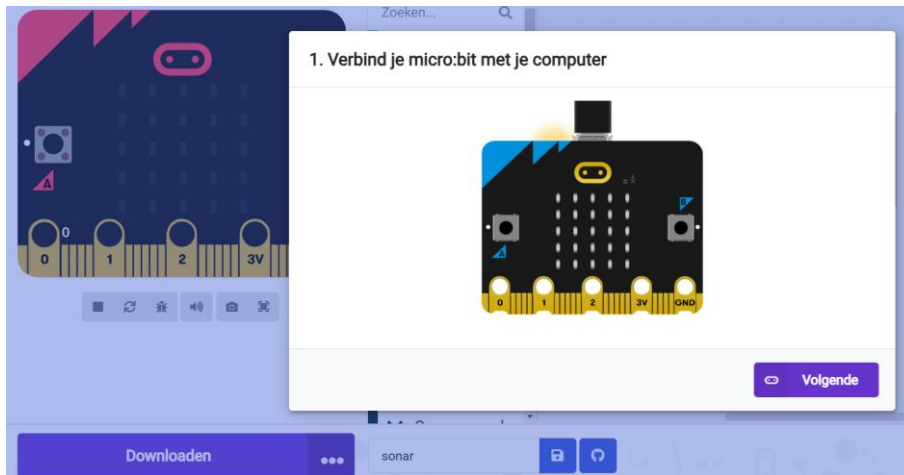 Zoeken...
1. Verbind je micro:bit met je computer
A
0
0 1 2 3V
B
A
0 1 2 3V GND
Volgende
Downloaden
sonar